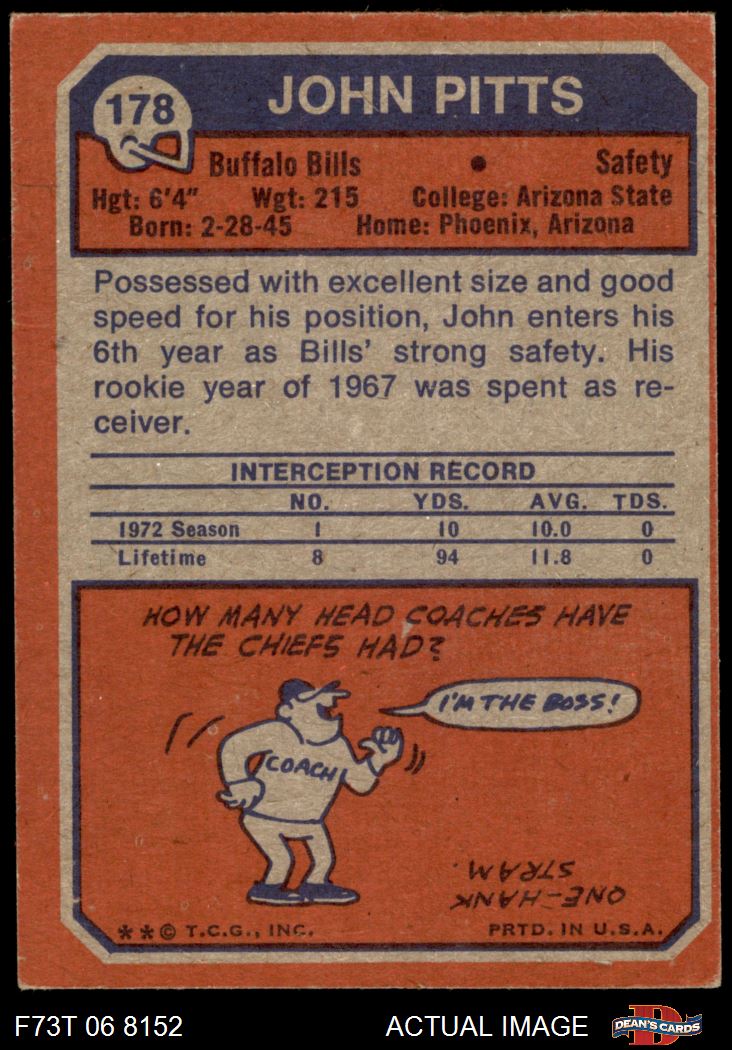 178
JOHN PITTS
Buffalo Bills • Safety
Hgt: 6'4" Wgt: 215 College: Arizona State
Born: 2-28-45 Home: Phoenix, Arizona
Possessed with excellent size and good
speed for his position, John enters his
6th year as Bills' strong safety. His
rookie year of 1967 was spent as re-
ceiver.
INTERCEPTION RECORD
NO. YDS. AVG. TDS.
1972 Season 1 10 10.0 0
Lifetime 8 94 11.8 0
HOW MANY HEAD COACHES HAVE
THE CHIEFS HAD?
I'M THE BOSS!
COACH
ONE-HANK
STRAM.
**© T.C.G., INC. PRTD. IN U.S.A.
F73T 06 8152 ACTUAL IMAGE
D
DEAN'S CARDS